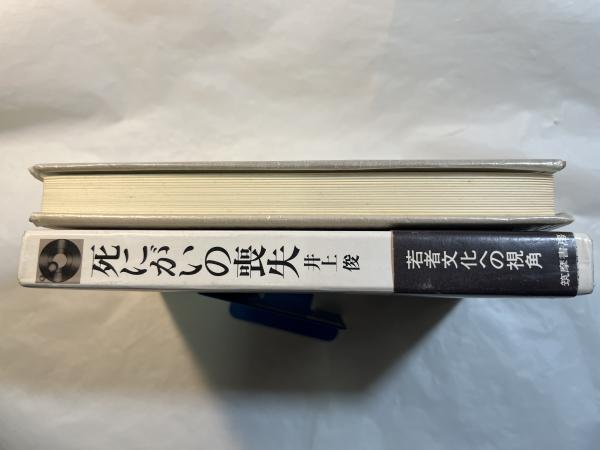 死にがいの喪失
井上俊
若者文化への視角
筑摩書房